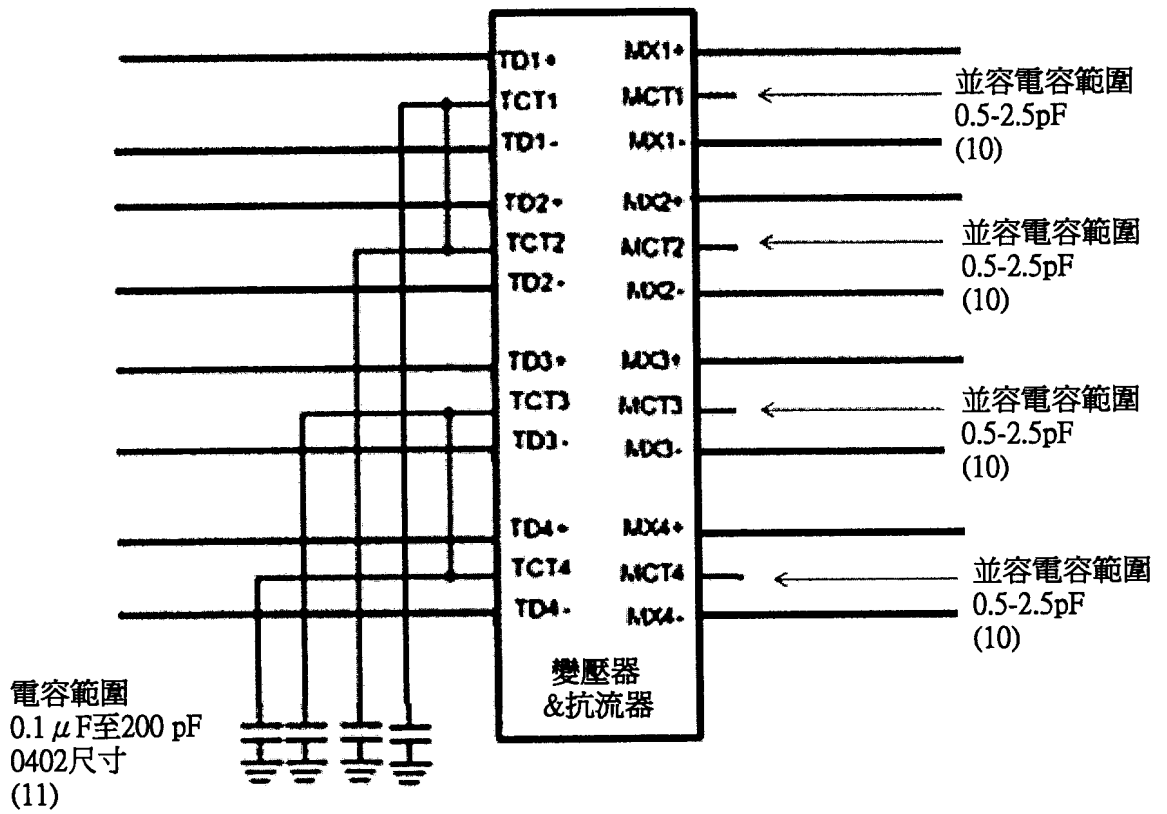 TD1+
MX1+
TCT1
MCT1
並容電容範圍
0.5-2.5pF
(10)
TD1-
MX1-
TD2+
MX2+
TCT2
MCT2
並容電容範圍
0.5-2.5pF
(10)
TD2-
MX2-
TD3+
MX3+
TCT3
MCT3
並容電容範圍
0.5-2.5pF
(10)
TD3-
MX3-
TD4+
MX4+
TCT4
MCT4
並容電容範圍
0.5-2.5pF
(10)
TD4-
MX4-
變壓器
&抗流器
電容範圍
0.1 μ F至200 pF
0402尺寸
(11)